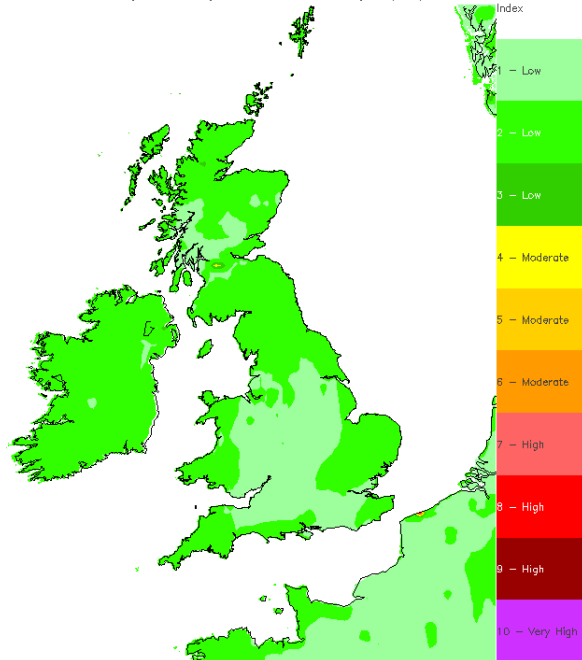 Index
1 – Low
2 – Low
3 – Low
4 – Moderate
5 – Moderate
6 – Moderate
7 – High
8 – High
9 – High
10 – Very High